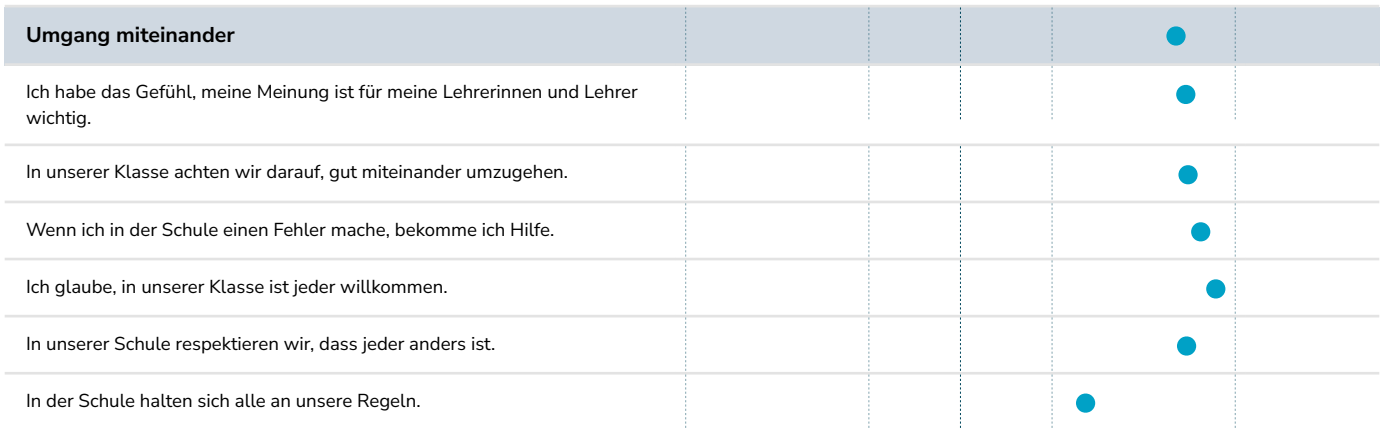 Umgang miteinander
Ich habe das Gefühl, meine Meinung ist für meine Lehrerinnen und Lehrer
wichtig.
In unserer Klasse achten wir darauf, gut miteinander umzugehen.
Wenn ich in der Schule einen Fehler mache, bekomme ich Hilfe.
Ich glaube, in unserer Klasse ist jeder willkommen.
In unserer Schule respektieren wir, dass jeder anders ist.
In der Schule halten sich alle an unsere Regeln.